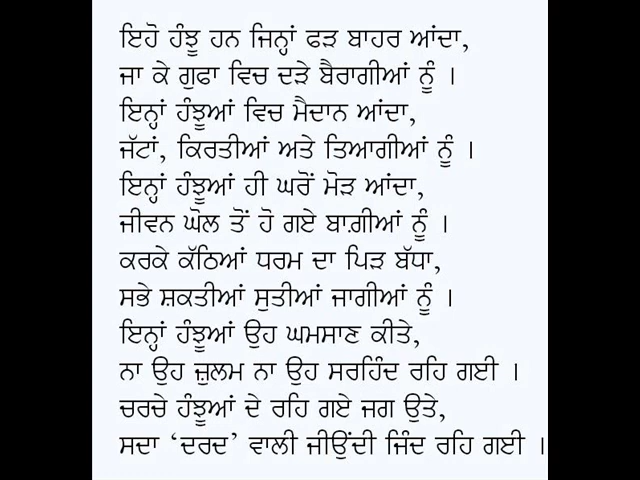 ਇਹੋ ਹੰਝੂ ਹਨ ਜਿਨ੍ਹਾਂ ਫੜ ਬਾਹਰ ਆਂਦਾ,
ਜਾ ਕੇ ਗੁਫਾ ਵਿਚ ਦੜੇ ਬੈਰਾਗੀਆਂ ਨੂੰ ।
ਇਨ੍ਹਾਂ ਹੰਝੂਆਂ ਵਿਚ ਮੈਦਾਨ ਆਂਦਾ,
ਜੱਟਾਂ, ਕਿਰਤੀਆਂ ਅਤੇ ਤਿਆਗੀਆਂ ਨੂੰ ।
ਇਨ੍ਹਾਂ ਹੰਝੂਆਂ ਹੀ ਘਰੋਂ ਮੋੜ ਆਂਦਾ,
ਜੀਵਨ ਘੋਲ ਤੋਂ ਹੋ ਗਏ ਬਾਗ਼ੀਆਂ ਨੂੰ ।
ਕਰਕੇ ਕੱਠਿਆਂ ਧਰਮ ਦਾ ਪਿੜ ਬੱਧਾ,
ਸਭੇ ਸ਼ਕਤੀਆਂ ਸੁਤੀਆਂ ਜਾਗੀਆਂ ਨੂੰ ।
ਇਨ੍ਹਾਂ ਹੰਝੂਆਂ ਉਹ ਘਮਸਾਣ ਕੀਤੇ,
ਨਾ ਉਹ ਜ਼ੁਲਮ ਨਾ ਉਹ ਸਰਹਿੰਦ ਰਹਿ ਗਈ ।
ਚਰਚੇ ਹੰਝੂਆਂ ਦੇ ਰਹਿ ਗਏ ਜਗ ਉਤੇ,
ਸਦਾ ‘ਦਰਦ’ ਵਾਲੀ ਜੀਉਂਦੀ ਜਿੰਦ ਰਹਿ ਗਈ ।